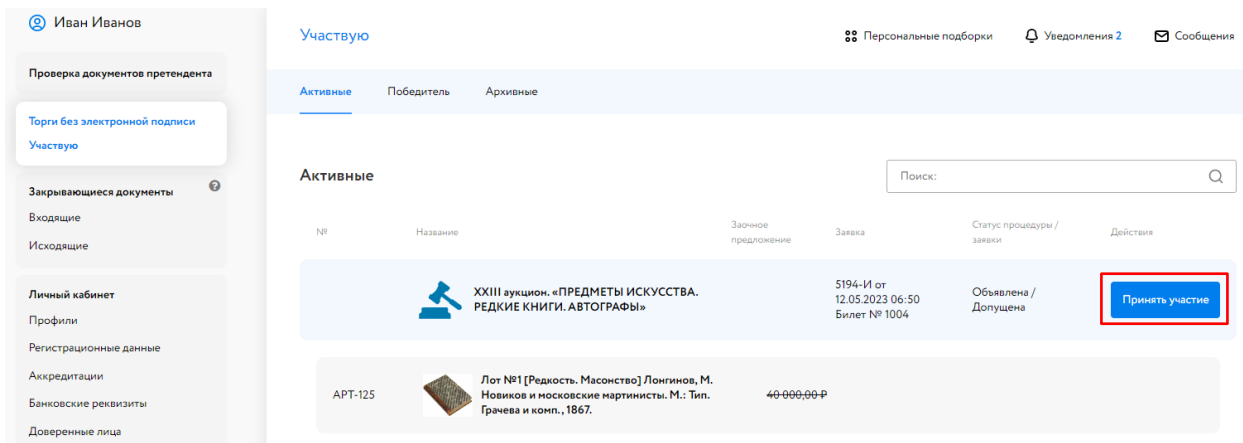 Иван Иванов
Проверка документов претендента
Торги без электронной подписи
Участвую
Закрывающиеся документы
Входящие
Исходящие
Личный кабинет
Профили
Регистрационные данные
Аккредитации
Банковские реквизиты
Доверенные лица
Участвую
Персональные подборки
Уведомления 2
Сообщения
Активные
Победитель
Архивные
Активные
Поиск:
№
Название
Заочное
предложение
Заявка
Статус процедуры /
заявки
Действия
XXIII аукцион. «ПРЕДМЕТЫ ИСКУССТВА.
РЕДКИЕ КНИГИ. АВТОГРАФЫ»
5194-И от
12.05.2023 06:50
Билет № 1004
Объявлена /
Допущена
Принять участие
АРТ-125
Лот №1 [Редкость. Масонство] Лонгинов, М.
Новиков и московские мартинисты. М.: Тип.
Грачева и комп., 1867.
40 000,00 ₽